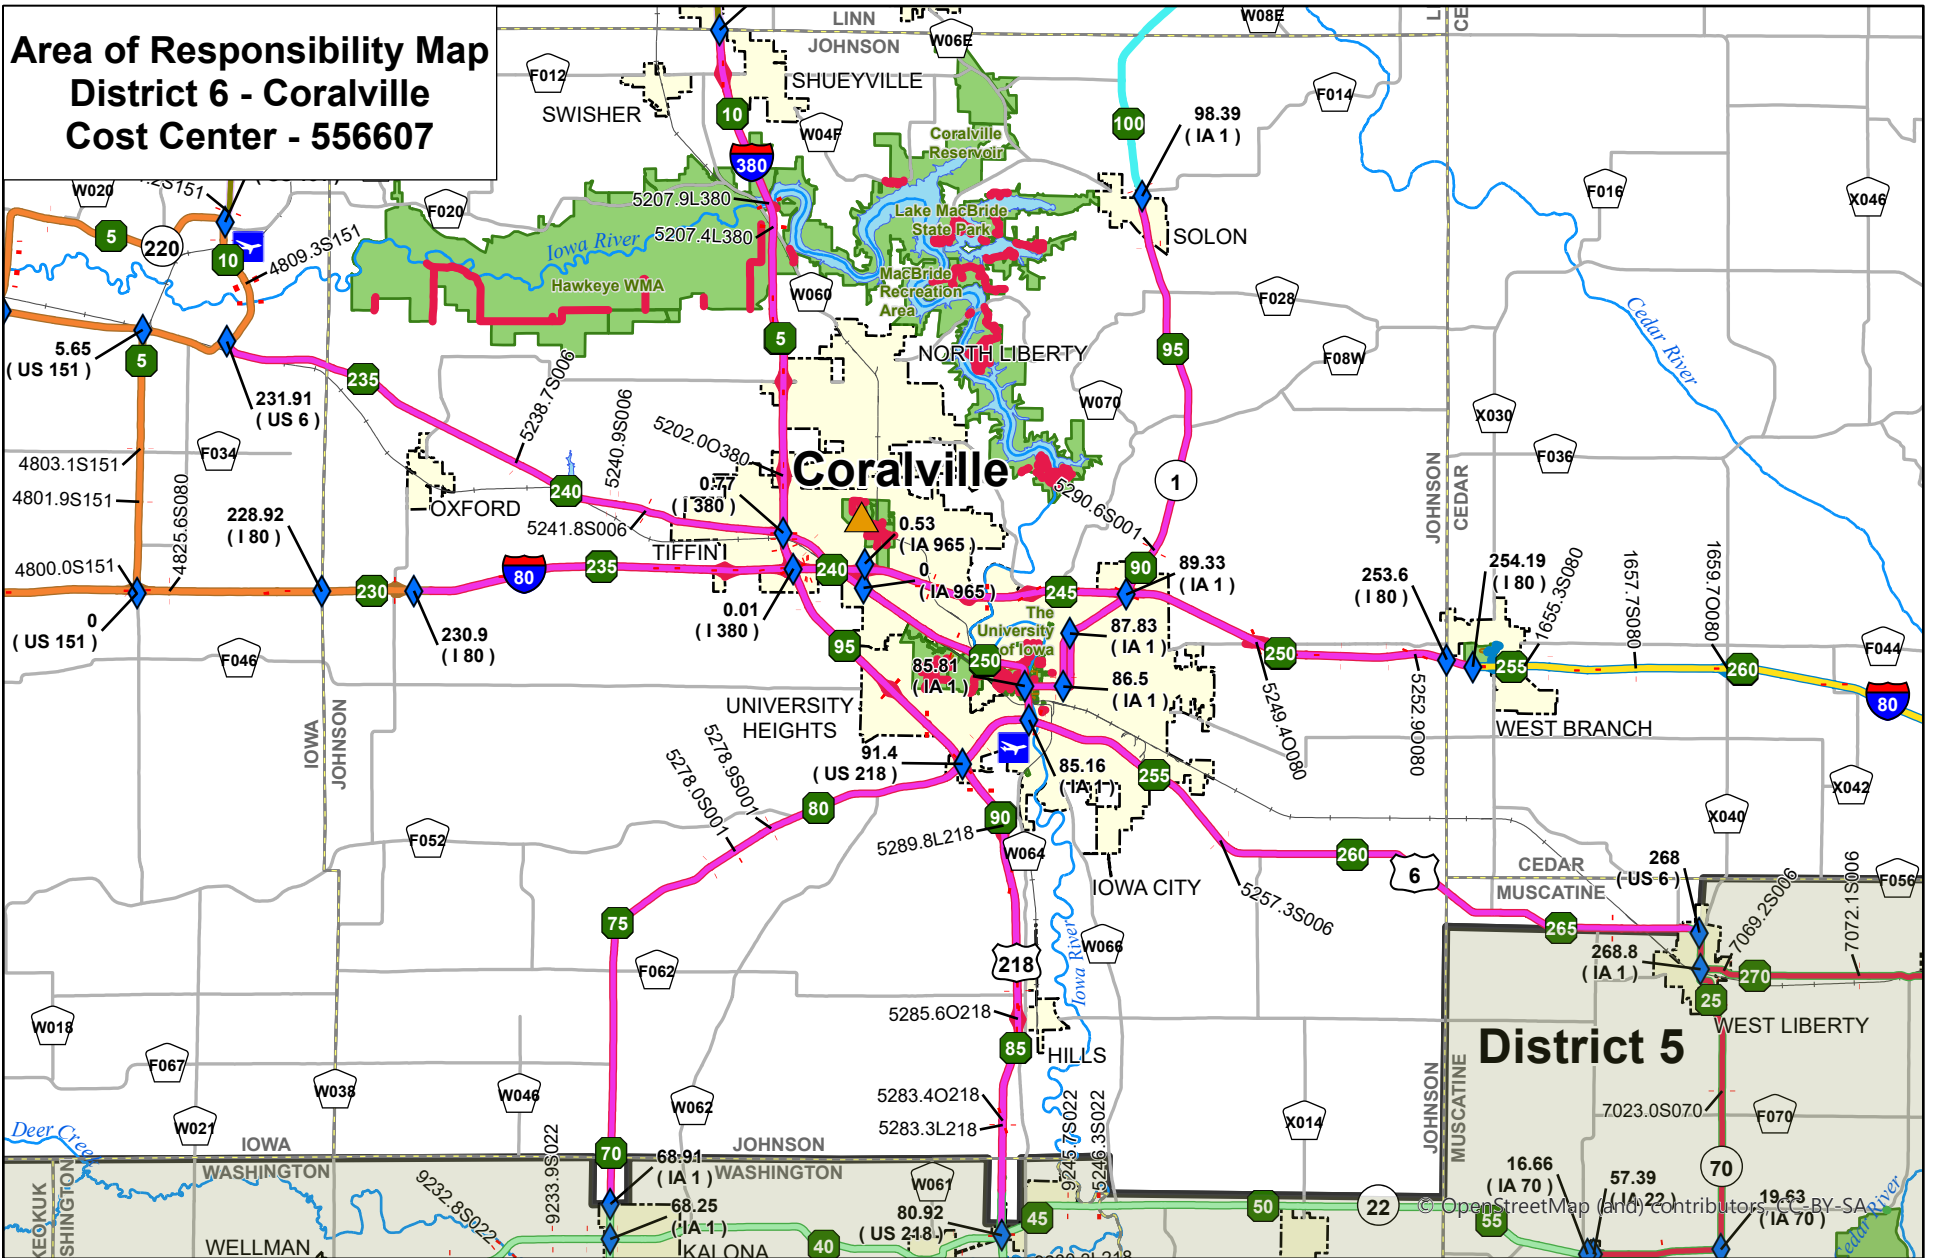 Area of Responsibility Map
District 6 - Coralville
Cost Center - 556607
LINN
JOHNSON
W06E
W08E
CE
F012
SWISHER
SHUEYVILLE
10
W04F
380
Coralville
Reservoir
100
98.39
( IA 1 )
F014
F016
X046
W020
F020
5207.9L380
5207.4L380
Iowa River
Hawkeye WMA
Lake MacBride
State Park
MacBride
Recreation
Area
SOLON
5
220
10
4809.3S151
W060
F028
Cedar River
5.65
( US 151 )
5
231.91
( US 6 )
235
5
NORTH LIBERTY
95
F08W
W070
X030
F034
4803.1S151
4801.9S151
4825.6S080
5238.7S006
5240.9S006
5202.0O380
Coralville
1
F036
JOHNSON
CEDAR
OXFORD
240
5241.8S006
0.77
( I 380 )
TIFFIN
0.53
( IA 965 )
0
( IA 965 )
5290.6S001
228.92
( I 80 )
4800.0S151
0
( US 151 )
230
80
235
240
245
90
89.33
( IA 1 )
253.6
( I 80 )
254.19
( I 80 )
1655.3S080
1657.7S080
1659.7O080
F046
230.9
( I 80 )
0.01
( I 380 )
95
The
University
of Iowa
87.83
( IA 1 )
250
85.81
( IA 1 )
86.5
( IA 1 )
250
5249.4O080
5252.9O080
255
260
F044
80
WEST BRANCH
UNIVERSITY
HEIGHTS
IOWA
JOHNSON
5278.0S001
5278.9S001
91.4
( US 218 )
85.16
( IA 1 )
255
X042
X040
80
90
5289.8L218
W064
F052
IOWA CITY
260
6
5257.3S006
CEDAR
MUSCATINE
268
( US 6 )
F056
75
F062
218
Iowa River
W066
265
268.8
( IA 1 )
7069.2S006
7072.1S006
270
25
WEST LIBERTY
W018
F067
W038
W046
W062
W021
5285.6O218
85
HILLS
District 5
5283.4O218
5283.3L218
9245.7S022
5246.3S022
X014
JOHNSON
MUSCATINE
7023.0S070
F070
Deer Creek
IOWA
WASHINGTON
JOHNSON
WASHINGTON
70
68.91
( IA 1 )
68.25
( IA 1 )
9233.9S022
9232.8S022
W061
80.92
( US 218 )
45
50
22
70
16.66
( IA 70 )
57.39
( IA 22 )
19.63
( IA 70 )
© OpenStreetMap (and) contributors, CC-BY-SA
55
Cedar River
KEOKUK
WELLMAN
KALONA
40